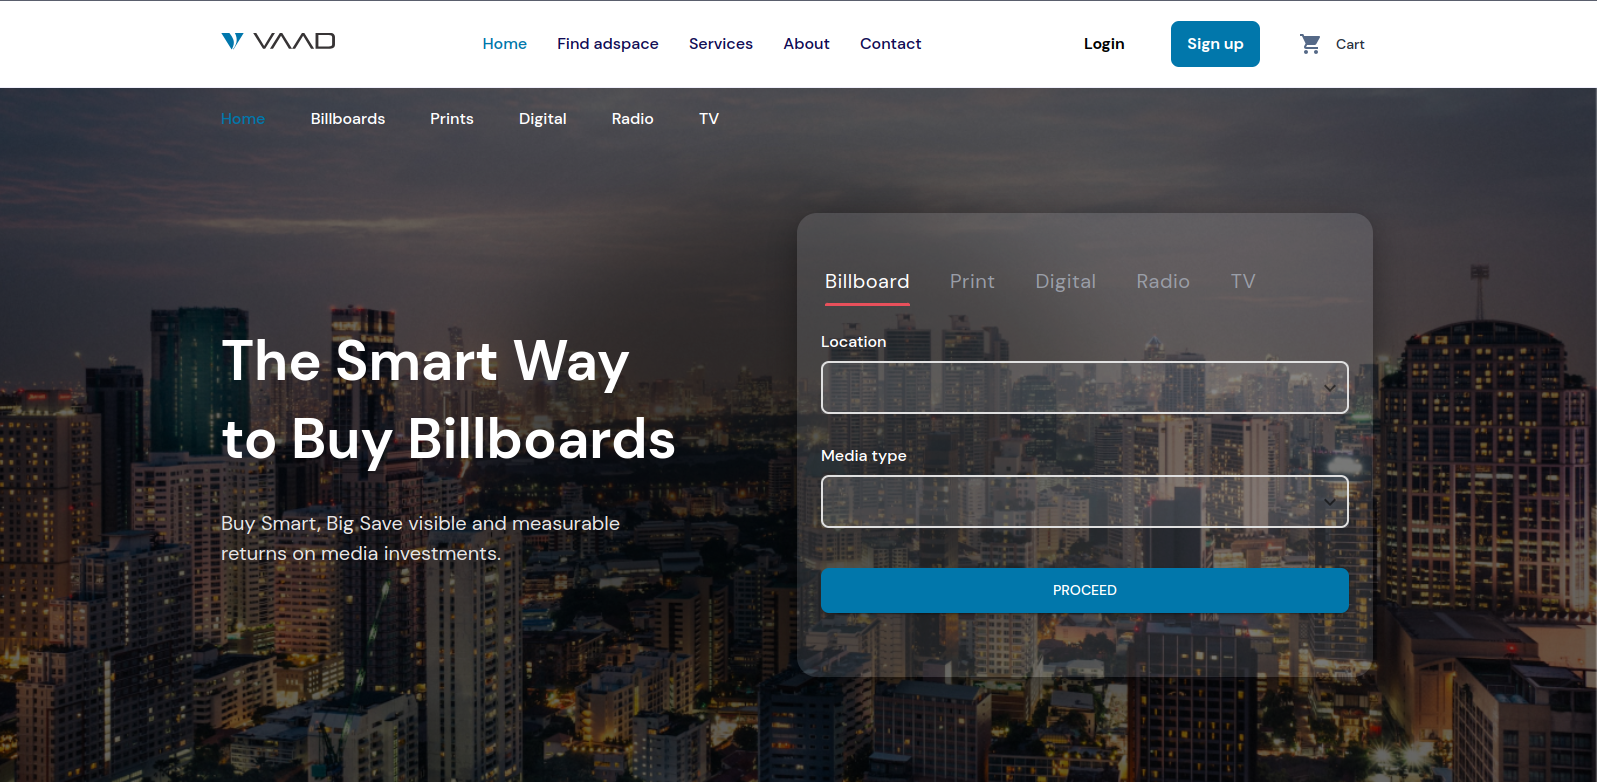 VAAD
Home Find adspace Services About Contact
Login Sign up Cart
Home Billboards Prints Digital Radio TV
The Smart Way
to Buy Billboards
Buy Smart, Big Save visible and measurable
returns on media investments.
Billboard Print Digital Radio TV
Location
Media type
PROCEED